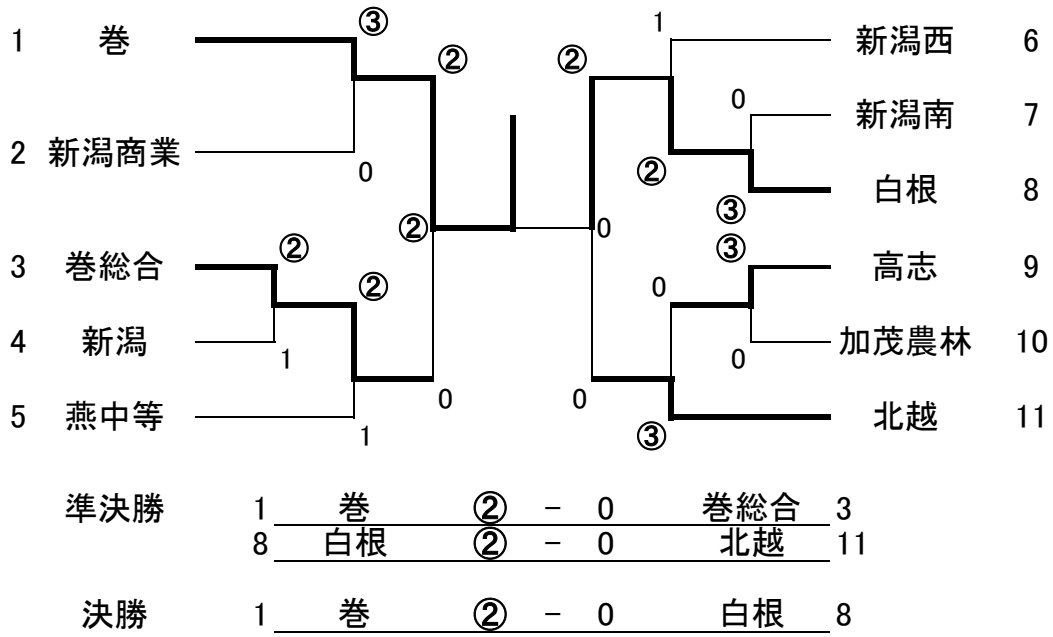 1 巻 ③
2 新潟商業 0
②
3 巻総合 ②
4 新潟 1
②
5 燕中等 1
②
0
1 新潟西 6
②
0 新潟南 7
②
白根 8
③
0
③ 高志 9
0
加茂農林 10
0
0
北越 11
③
準決勝 1 巻 ② - 0 巻総合 3
8 白根 ② - 0 北越 11
決勝 1 巻 ② - 0 白根 8